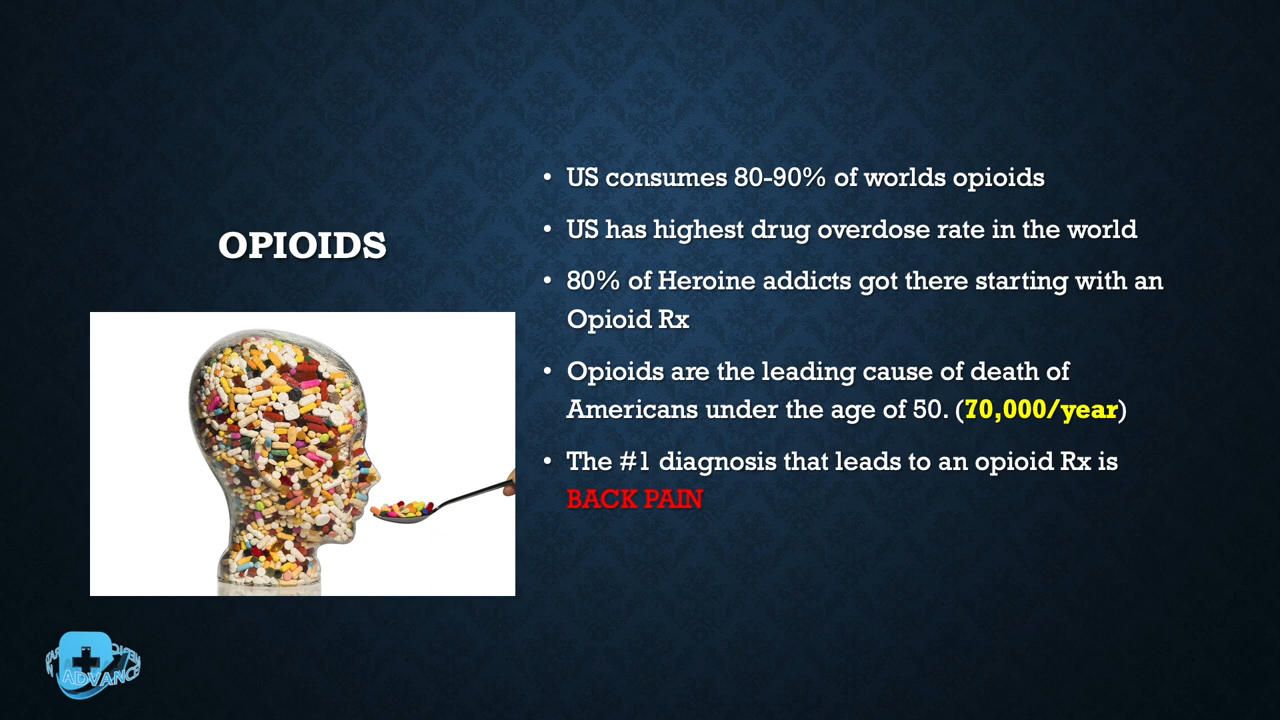 OPIOIDS
• US consumes 80-90% of worlds opioids
• US has highest drug overdose rate in the world
• 80% of Heroine addicts got there starting with an
Opioid Rx
• Opioids are the leading cause of death of
Americans under the age of 50. (70,000/year)
• The #1 diagnosis that leads to an opioid Rx is
BACK PAIN
ADVANCE